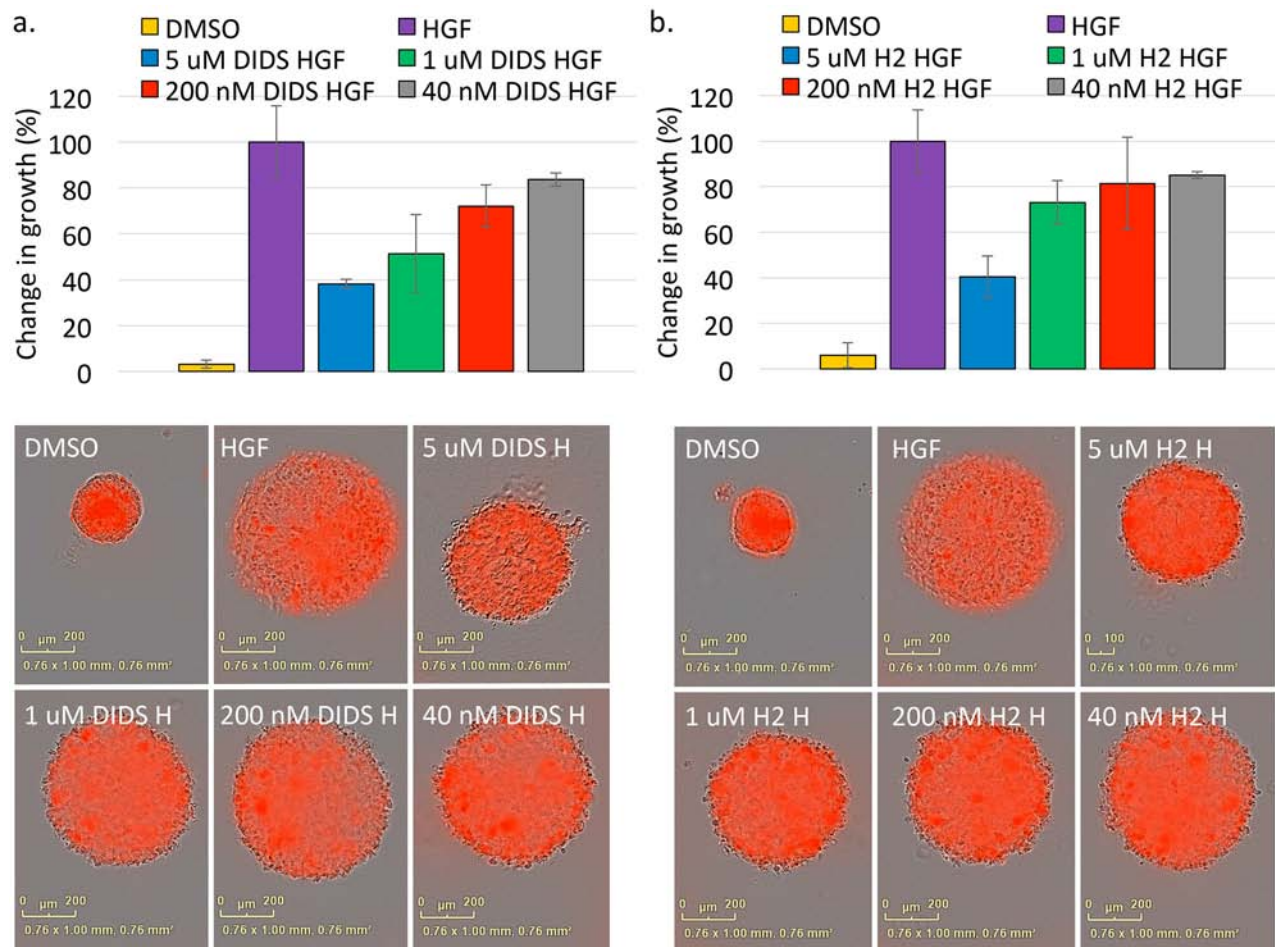 a.
DMSO
HGF
5 uM DIDS HGF
1 uM DIDS HGF
200 nM DIDS HGF
40 nM DIDS HGF
Change in growth (%)
120
100
80
60
40
20
0
b.
DMSO
HGF
5 uM H2 HGF
1 uM H2 HGF
200 nM H2 HGF
40 nM H2 HGF
Change in growth (%)
120
100
80
60
40
20
0
DMSO
0 µm 200
0.76 x 1.00 mm, 0.76 mm²
HGF
0 µm 200
0.76 x 1.00 mm, 0.76 mm²
5 uM DIDS H
0 µm 200
0.76 x 1.00 mm, 0.76 mm²
1 uM DIDS H
0 µm 200
0.76 x 1.00 mm, 0.76 mm²
200 nM DIDS H
0 µm 200
0.76 x 1.00 mm, 0.76 mm²
40 nM DIDS H
0 µm 200
0.76 x 1.00 mm, 0.76 mm²
DMSO
0 µm 200
0.76 x 1.00 mm, 0.76 mm²
HGF
0 µm 200
0.76 x 1.00 mm, 0.76 mm²
5 uM H2 H
0 µm 100
0.76 x 1.00 mm, 0.76 mm²
1 uM H2 H
0 µm 200
0.76 x 1.00 mm, 0.76 mm²
200 nM H2 H
0 µm 200
0.76 x 1.00 mm, 0.76 mm²
40 nM H2 H
0 µm 200
0.76 x 1.00 mm, 0.76 mm²